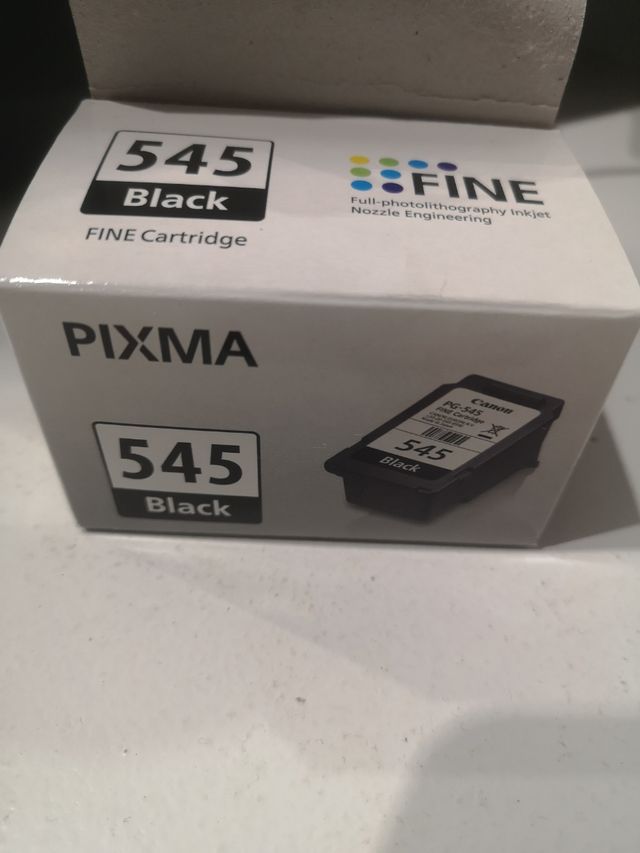 545
Black
FINE Cartridge
FINE
Full-photolithography Inkjet
Nozzle Engineering
PIXMA
545
Black
Canon
PG-545
FINE Cartridge
545
Black